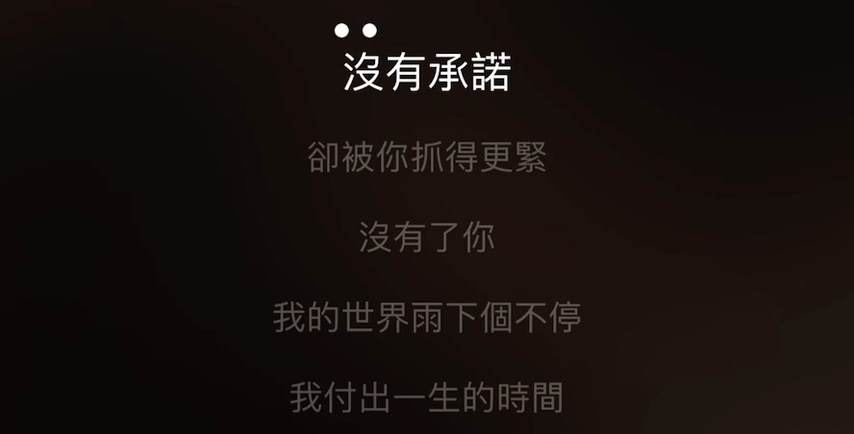 沒有承諾
卻被你抓得更緊
沒有了你
我的世界雨下個不停
我付出一生的時間